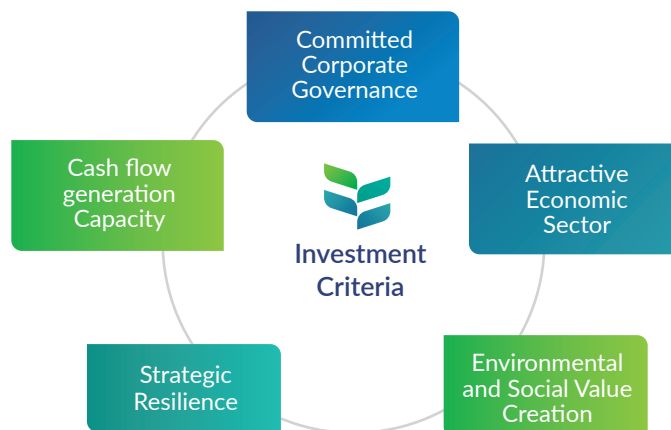 Committed
Corporate
Governance
Cash flow
generation
Capacity
Attractive
Economic
Sector
Investment
Criteria
Strategic
Resilience
Environmental
and Social Value
Creation